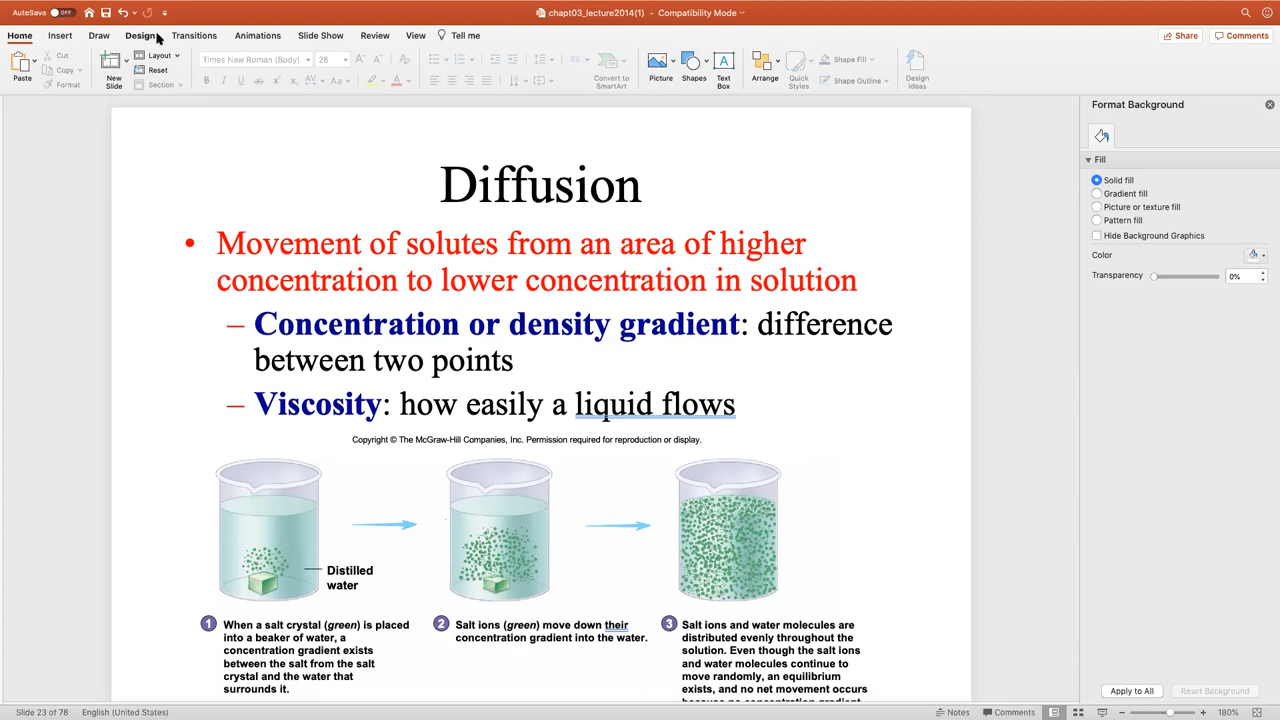 AutoSave OFF
chapt03_lecture2014(1) - Compatibility Mode
Home Insert Draw Design Transitions Animations Slide Show Review View Tell me
Share Comments
Paste
Cut
Copy
Format
New Slide
Layout
Reset
Section
Times New Roman (Body) 28
Convert to SmartArt
Picture
Shapes
Text Box
Arrange
Quick Styles
Shape Fill
Shape Outline
Design Ideas
Diffusion
• Movement of solutes from an area of higher
concentration to lower concentration in solution
– Concentration or density gradient: difference
between two points
– Viscosity: how easily a liquid flows
Copyright © The McGraw-Hill Companies, Inc. Permission required for reproduction or display.
Distilled
water
1 When a salt crystal (green) is placed
into a beaker of water, a
concentration gradient exists
between the salt from the salt
crystal and the water that
surrounds it.
2 Salt ions (green) move down their
concentration gradient into the water.
3 Salt ions and water molecules are
distributed evenly throughout the
solution. Even though the salt ions
and water molecules continue to
move randomly, an equilibrium
exists, and no net movement occurs
because no concentration gradient
Format Background
Fill
Solid fill
Gradient fill
Picture or texture fill
Pattern fill
Hide Background Graphics
Color
Transparency 0%
Apply to All Reset Background
Slide 23 of 78 English (United States)
Notes Comments 180%